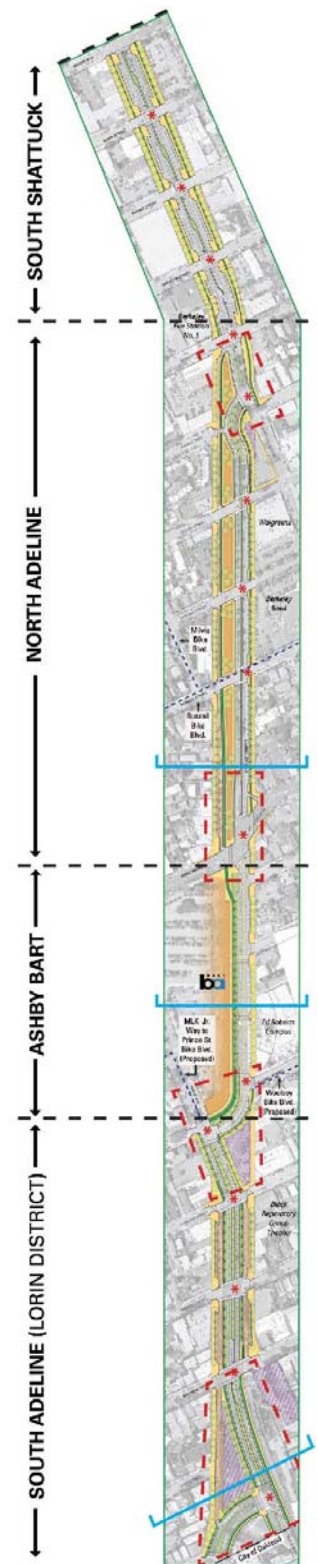 SOUTH SHATTUCK
Berkeley
Fire Station
No. 5
NORTH ADELINE
Walgreens
Berkeley
Bowl
Milvia
Bike
Blvd.
Russell
Bike
Blvd.
ASHBY BART
ba
Ed Roberts
Campus
MLK Jr.
Way to
Prince St
Bike Blvd.
(Proposed)
Woolsey
Bike Blvd.
(Proposed)
SOUTH ADELINE (LORIN DISTRICT)
Black
Repertory
Group
Theater
City of Oakland